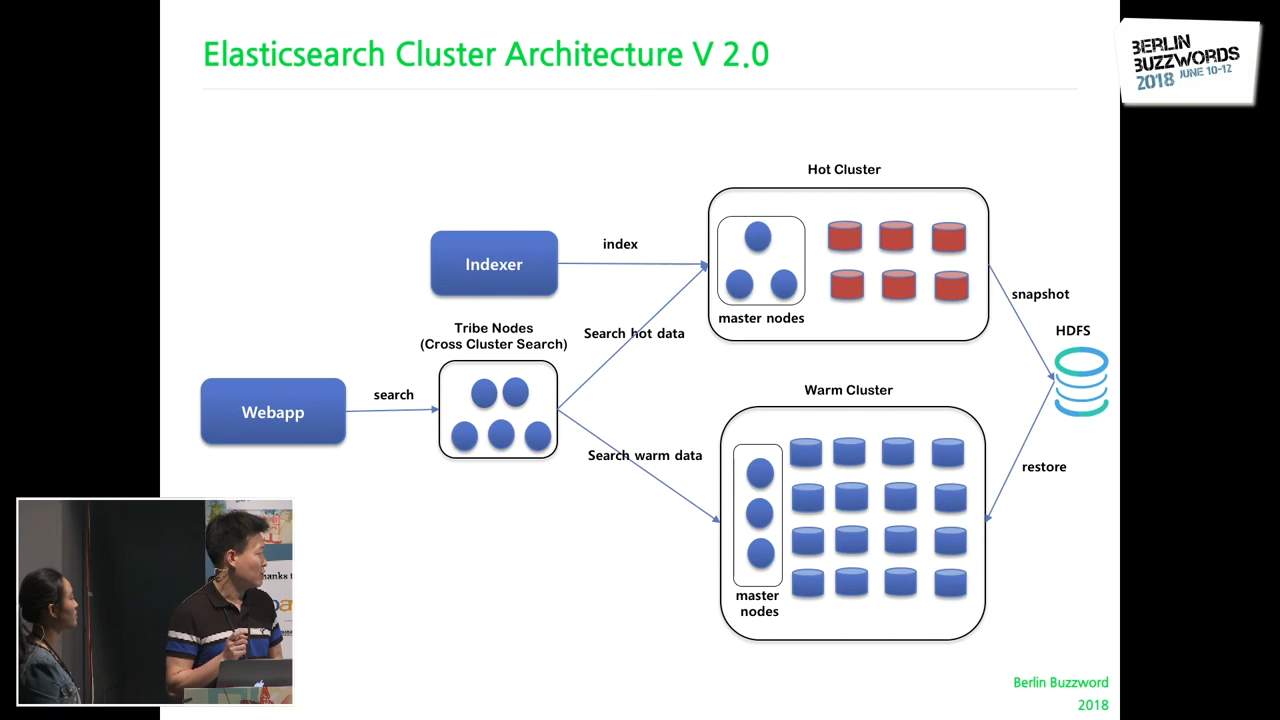 Elasticsearch Cluster Architecture V 2.0
BERLIN
BUZZWORDS
2018 JUNE 10-12
Hot Cluster
Indexer
index
master nodes
snapshot
HDFS
Tribe Nodes
(Cross Cluster Search)
Search hot data
Webapp
search
Warm Cluster
Search warm data
restore
master
nodes
hanks t
Berlin Buzzword
2018